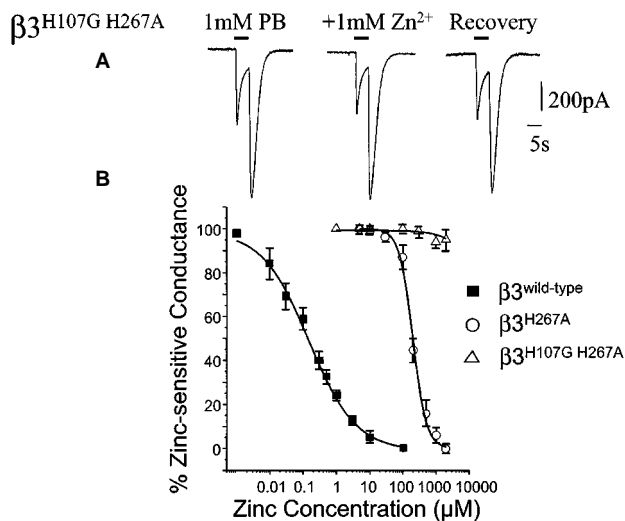 β3H107G H267A
1mM PB
+1mM Zn2+
Recovery
A
200pA
5s
B
100
80
60
40
20
0
% Zinc-sensitive Conductance
0.01 0.1 1 10 100 1000 10000
Zinc Concentration (µM)
β3wild-type
β3H267A
β3H107G H267A